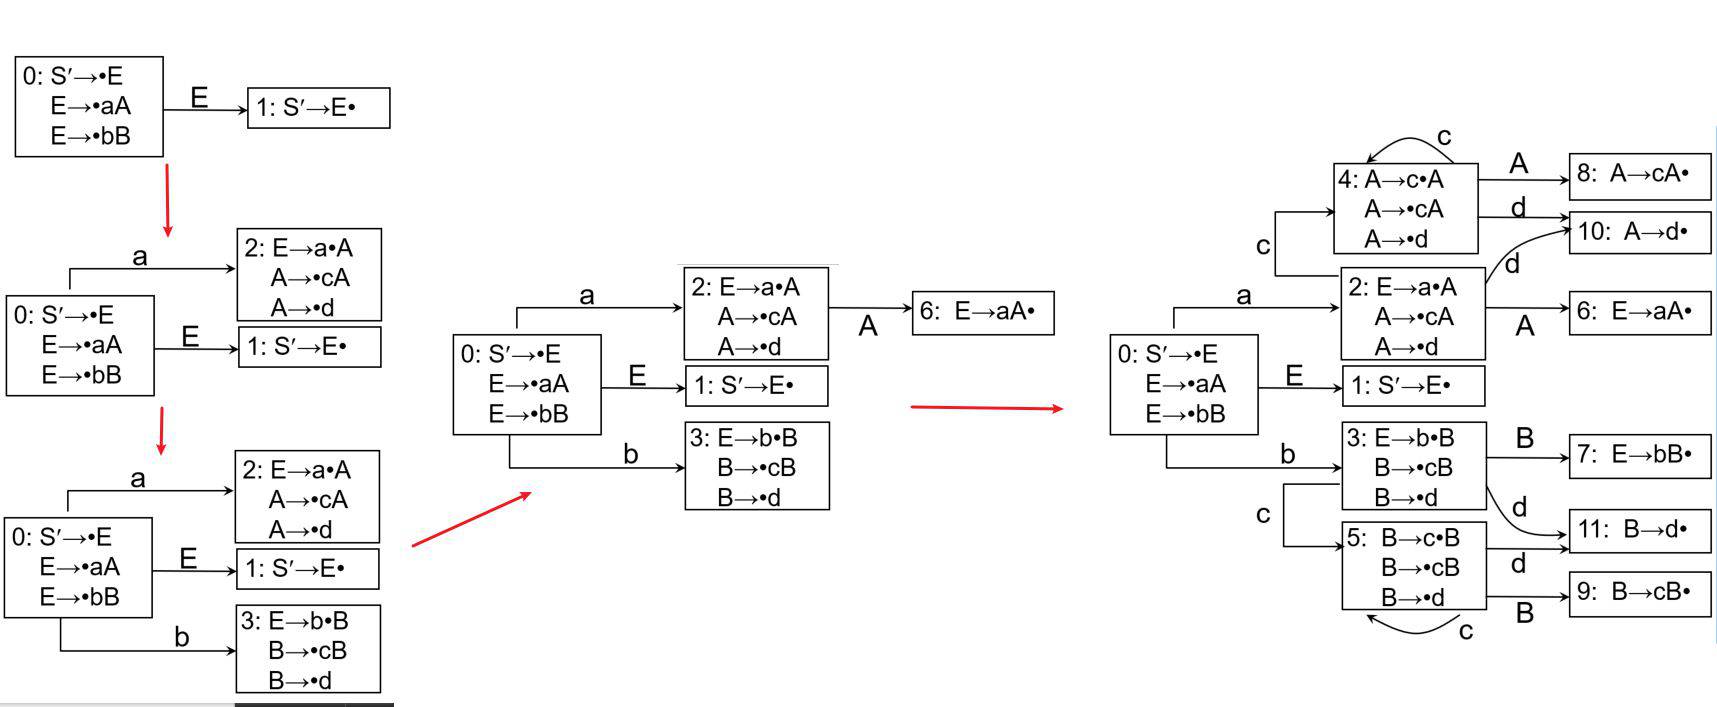 0: S′→•E
E→•aA
E→•bB
E
1: S′→E•
a
2: E→a•A
A→•cA
A→•d
0: S′→•E
E→•aA
E→•bB
E
1: S′→E•
a
2: E→a•A
A→•cA
A→•d
0: S′→•E
E→•aA
E→•bB
E
1: S′→E•
b
3: E→b•B
B→•cB
B→•d
a
2: E→a•A
A→•cA
A→•d
A
6: E→aA•
0: S′→•E
E→•aA
E→•bB
E
1: S′→E•
b
3: E→b•B
B→•cB
B→•d
c
4: A→c•A
A→•cA
A→•d
A
8: A→cA•
d
10: A→d•
c
d
a
2: E→a•A
A→•cA
A→•d
A
6: E→aA•
0: S′→•E
E→•aA
E→•bB
E
1: S′→E•
b
3: E→b•B
B→•cB
B→•d
B
7: E→bB•
c
d
11: B→d•
5: B→c•B
B→•cB
B→•d
d
B
9: B→cB•
c